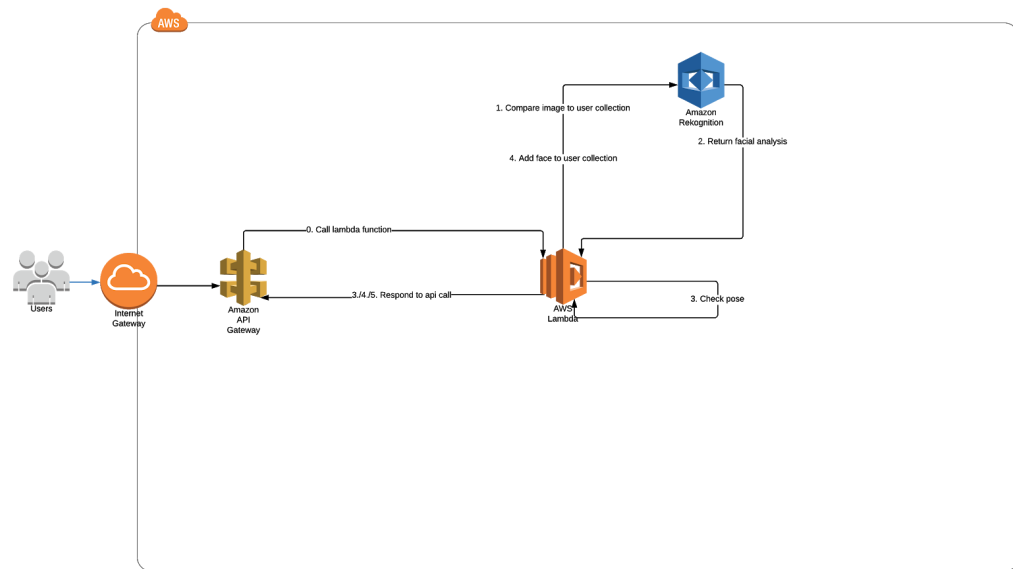 AWS
Amazon
Rekognition
1. Compare image to user collection
2. Return facial analysis
4. Add face to user collection
0. Call lambda function
Users
Internet
Gateway
Amazon
API
Gateway
3./4./5. Respond to api call
AWS
Lambda
3. Check pose